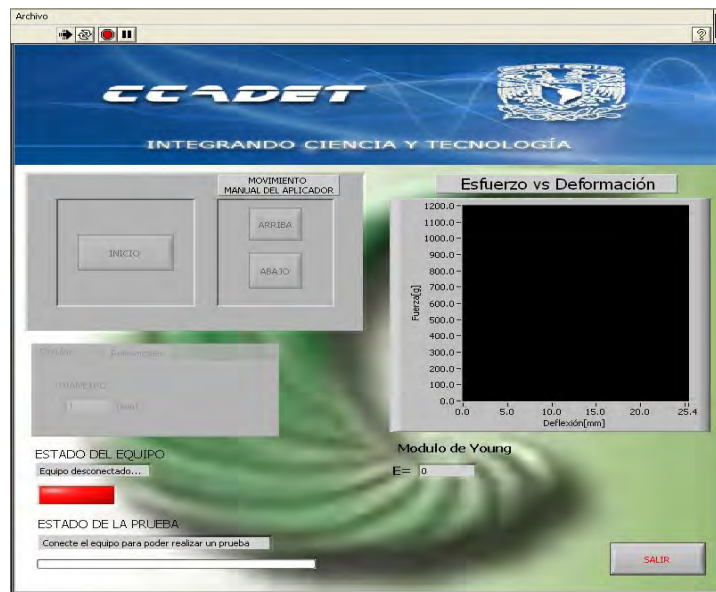 Archivo
?
CCADET
INTEGRANDO CIENCIA Y TECNOLOGÍA
MOVIMIENTO
MANUAL DEL APLICADOR
INICIO
ARRIBA
ABAJO
DIAMETRO
ESTADO DEL EQUIPO
Equipo desconectado...
ESTADO DE LA PRUEBA
Conecte el equipo para poder realizar un prueba
Esfuerzo vs Deformación
Fuerza[g]
1200.0
1100.0
1000.0
900.0
800.0
700.0
600.0
500.0
400.0
300.0
200.0
100.0
0.0
0.0 5.0 10.0 15.0 20.0 25.4
Deflexión[mm]
Modulo de Young
E= 0
SALIR